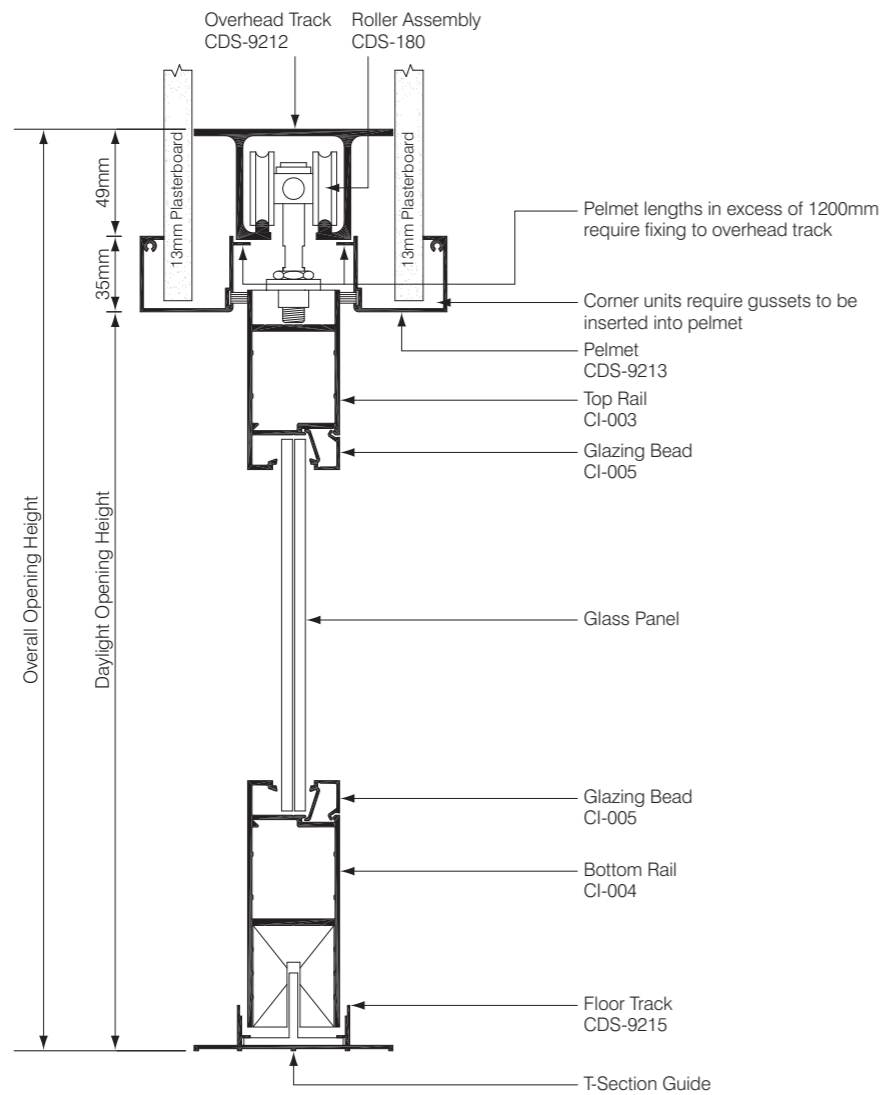 Overhead Track
CDS-9212
Roller Assembly
CDS-180
13mm Plasterboard
13mm Plasterboard
49mm
35mm
Pelmet lengths in excess of 1200mm
require fixing to overhead track
Corner units require gussets to be
inserted into pelmet
Pelmet
CDS-9213
Top Rail
CI-003
Glazing Bead
CI-005
Overall Opening Height
Daylight Opening Height
Glass Panel
Glazing Bead
CI-005
Bottom Rail
CI-004
Floor Track
CDS-9215
T-Section Guide